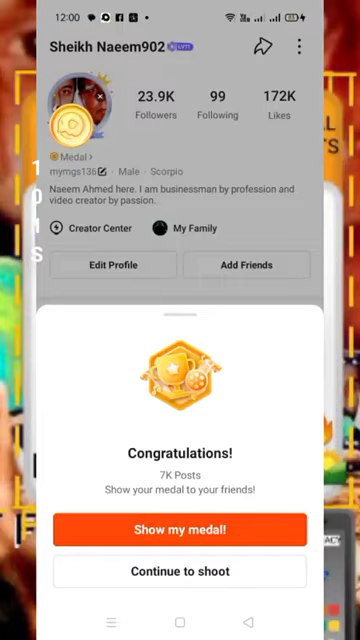 12:00
Sheikh Naeem902 LV11
23.9K 99 172K
Followers Following Likes
Medal >
mymgs136 · Male · Scorpio
Naeem Ahmed here. I am businessman by profession and
video creator by passion.
Creator Center My Family
Edit Profile Add Friends
Congratulations!
7K Posts
Show your medal to your friends!
Show my medal!
Continue to shoot